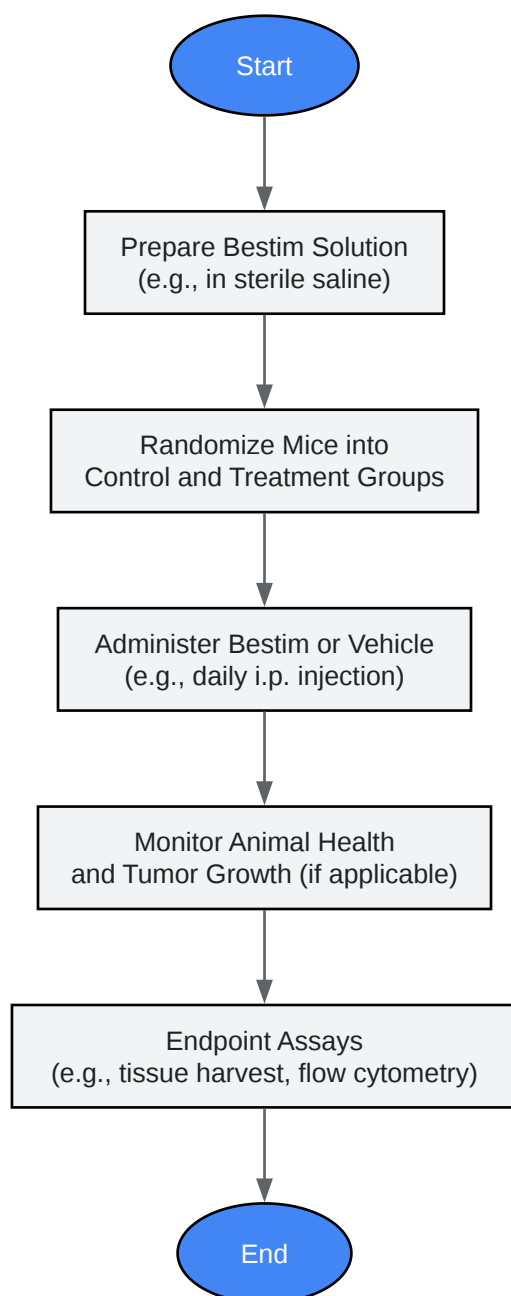 Start
Prepare Bestim Solution
(e.g., in sterile saline)
Randomize Mice into
Control and Treatment Groups
Administer Bestim or Vehicle
(e.g., daily i.p. injection)
Monitor Animal Health
and Tumor Growth (if applicable)
Endpoint Assays
(e.g., tissue harvest, flow cytometry)
End